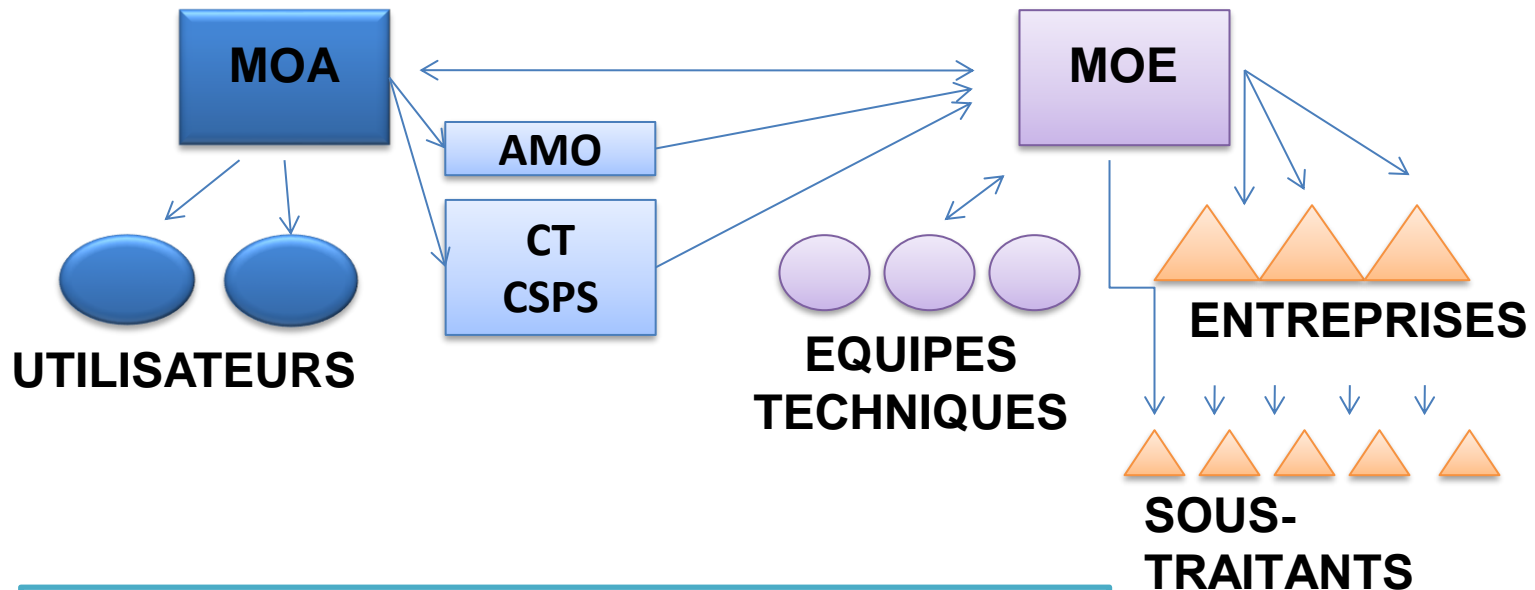 MOA
MOE
AMO
CT
CSPS
UTILISATEURS
EQUIPES
TECHNIQUES
ENTREPRISES
SOUS-
TRAITANTS